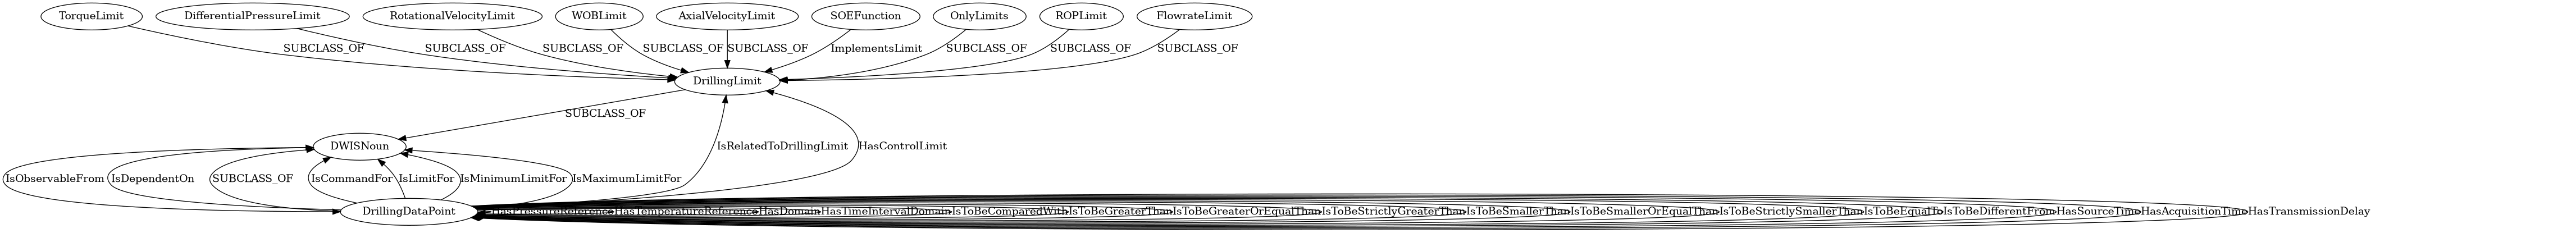 TorqueLimit DifferentialPressureLimit RotationalVelocityLimit WOBLimit AxialVelocityLimit SOEFunction OnlyLimits ROPLimit FlowrateLimit
SUBCLASS_OF SUBCLASS_OF SUBCLASS_OF SUBCLASS_OF SUBCLASS_OF ImplementsLimit SUBCLASS_OF SUBCLASS_OF SUBCLASS_OF
DrillingLimit
SUBCLASS_OF
DWISNoun IsRelatedToDrillingLimit HasControlLimit
IsObservableFrom IsDependentOn SUBCLASS_OF IsCommandFor IsLimitFor IsMinimumLimitFor IsMaximumLimitFor
DrillingDataPoint HasPressureReference HasTemperatureReference HasDomain HasTimeIntervalDomain IsToBeComparedWith IsToBeGreaterThan IsToBeGreaterOrEqualThan IsToBeStrictlyGreaterThan IsToBeSmallerThan IsToBeSmallerOrEqualThan IsToBeStrictlySmallerThan IsToBeEqualTo IsToBeDifferentFrom HasSourceTime HasAcquisitionTime HasTransmissionDelay